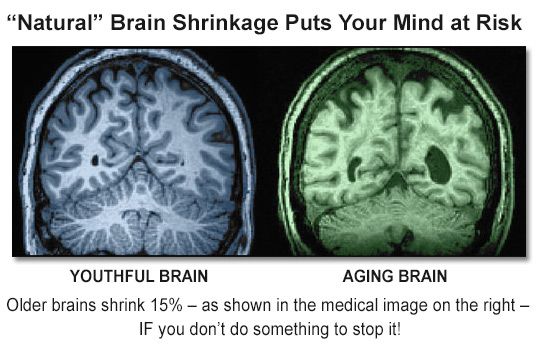 “Natural” Brain Shrinkage Puts Your Mind at Risk
YOUTHFUL BRAIN
AGING BRAIN
Older brains shrink 15% – as shown in the medical image on the right –
IF you don’t do something to stop it!